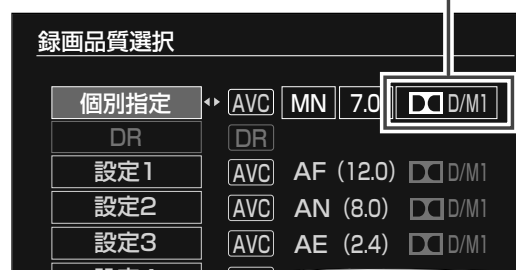 録画品質選択
個別指定 AVC MN 7.0 D/M1
DR DR
設定1 AVC AF (12.0) D/M1
設定2 AVC AN (8.0) D/M1
設定3 AVC AE (2.4) D/M1